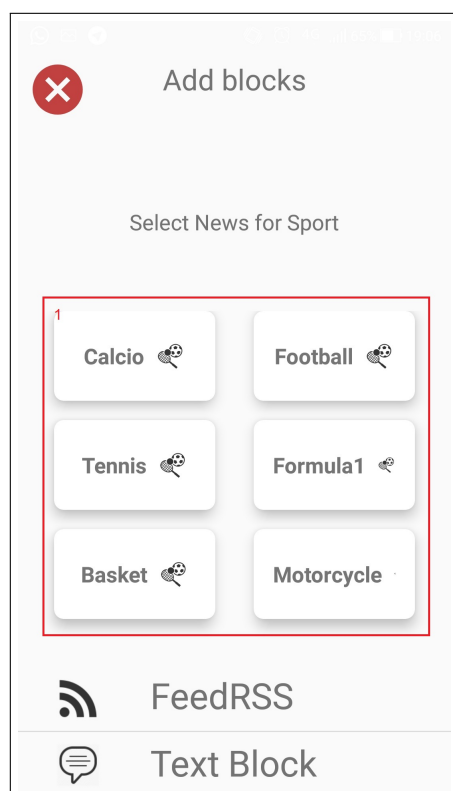 Add blocks
Select News for Sport
1
Calcio Football
Tennis Formula1
Basket Motorcycle
FeedRSS
Text Block